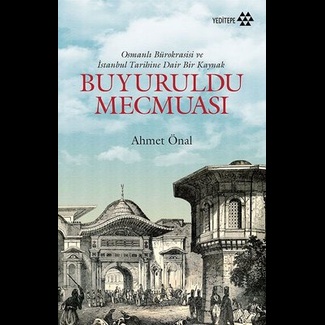 YEDİTEPE
Osmanlı Bürokrasisi ve
İstanbul Tarihine Dair Bir Kaynak
BUYURULDU
MECMUASI
Ahmet Önal